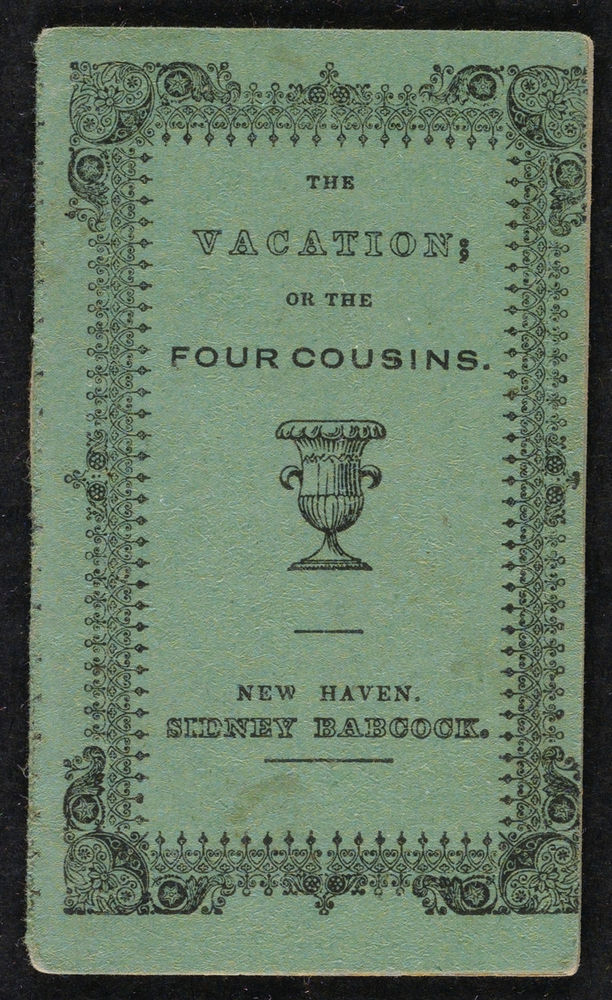 THE
VACATION;
OR THE
FOUR COUSINS.
NEW HAVEN.
SIDNEY BABCOCK.